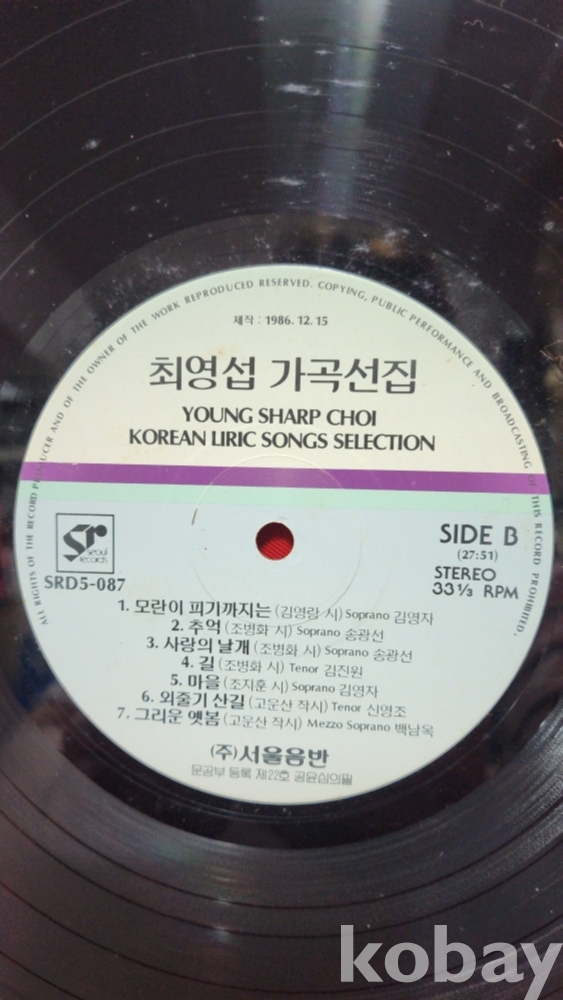 ALL RIGHTS OF THE RECORD PRODUCER AND OF THE OWNER OF THE WORK REPRODUCED RESERVED. COPYING, PUBLIC PERFORMANCE AND BROADCASTING OF THIS RECORD PROHIBITED.
제작 : 1986. 12. 15
최영섭 가곡선집
YOUNG SHARP CHOI
KOREAN LIRIC SONGS SELECTION
sr
seoul
records
SRD5-087
SIDE B
(27:51)
STEREO
33⅓ RPM
1. 모란이 피기까지는 (김영랑 시) Soprano 김영자
2. 추억 (조병화 시) Soprano 송광선
3. 사랑의 날개 (조병화 시) Soprano 송광선
4. 길 (조병화 시) Tenor 김진원
5. 마을 (조지훈 시) Soprano 김영자
6. 외줄기 산길 (고운산 작시) Tenor 신영조
7. 그리운 옛봄 (고운산 작시) Mezzo Soprano 백남옥
(주)서울음반
문공부 등록 제22호 공윤심의필
kobay